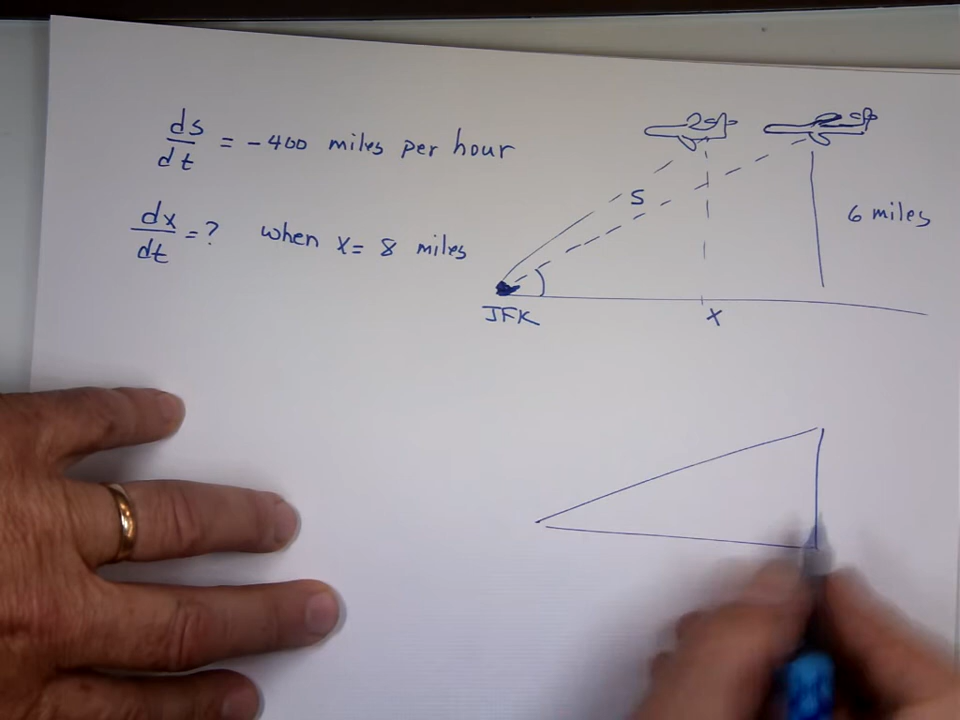 ds/dt = -400 miles per hour
dx/dt = ? when x = 8 miles
S
6 miles
JFK
x